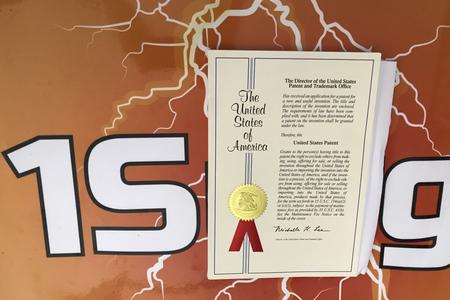 The Director of the United States
Patent and Trademark Office
Has received an application for a patent for
a new and useful invention. The title and
description of the invention are enclosed.
The requirements of law have been com-
plied with, and it has been determined that
a patent on the invention shall be granted
under the law.
Therefore, this
United States Patent
Grants to the person(s) having title to this
patent the right to exclude others from mak-
ing, using, offering for sale, or selling the
invention throughout the United States of
America or importing the invention into the
United States of America, and if the inven-
tion is a process, of the right to exclude oth-
ers from using, offering for sale or selling
throughout the United States of America, or
importing into the United States of
America, products made by that process,
for the term set forth in 35 U.S.C. 154(a)(2)
or (c)(1), subject to the payment of mainte-
nance fees as provided by 35 U.S.C. 41(b).
See the Maintenance Fee Notice on the
inside of the cover.
Michelle K. Lee
The
United
States
of
America
1S
9